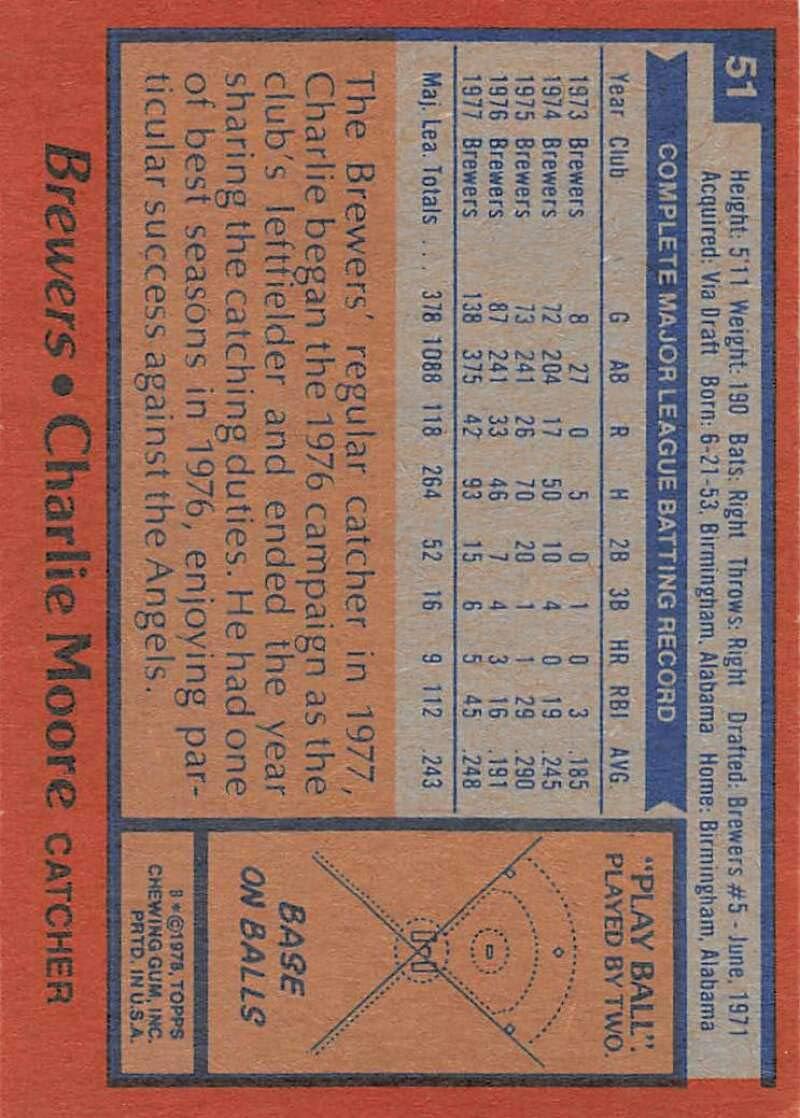 51
Height: 511 Weight: 190 Bats: Right Throws: Right Drafted: Brewers #5 - June, 1971
Acquired: Via Draft Born: 6-21-53, Birmingham, Alabama Home: Birmingham, Alabama
COMPLETE MAJOR LEAGUE BATTING RECORD
Year Club G AB R H 2B 3B HR RBI AVG.
1973 Brewers 8 27 0 5 0 1 0 3 .185
1974 Brewers 72 204 17 50 10 4 0 19 .245
1975 Brewers 73 241 26 70 20 1 1 29 .290
1976 Brewers 87 241 33 46 7 4 3 16 .191
1977 Brewers 138 375 42 93 15 6 5 45 .248
Maj. Lea. Totals ... 378 1088 118 264 52 16 9 112 .243
The Brewers' regular catcher in 1977,
Charlie began the 1976 campaign as the
club's leftfielder and ended the year
sharing the catching duties. He had one
of best seasons in 1976, enjoying par-
ticular success against the Angels.
"PLAY BALL".
PLAYED BY TWO.
BASE
ON BALLS
©1978, TOPPS
CHEWING GUM, INC.
PRTD. IN U.S.A.
Brewers • Charlie Moore CATCHER